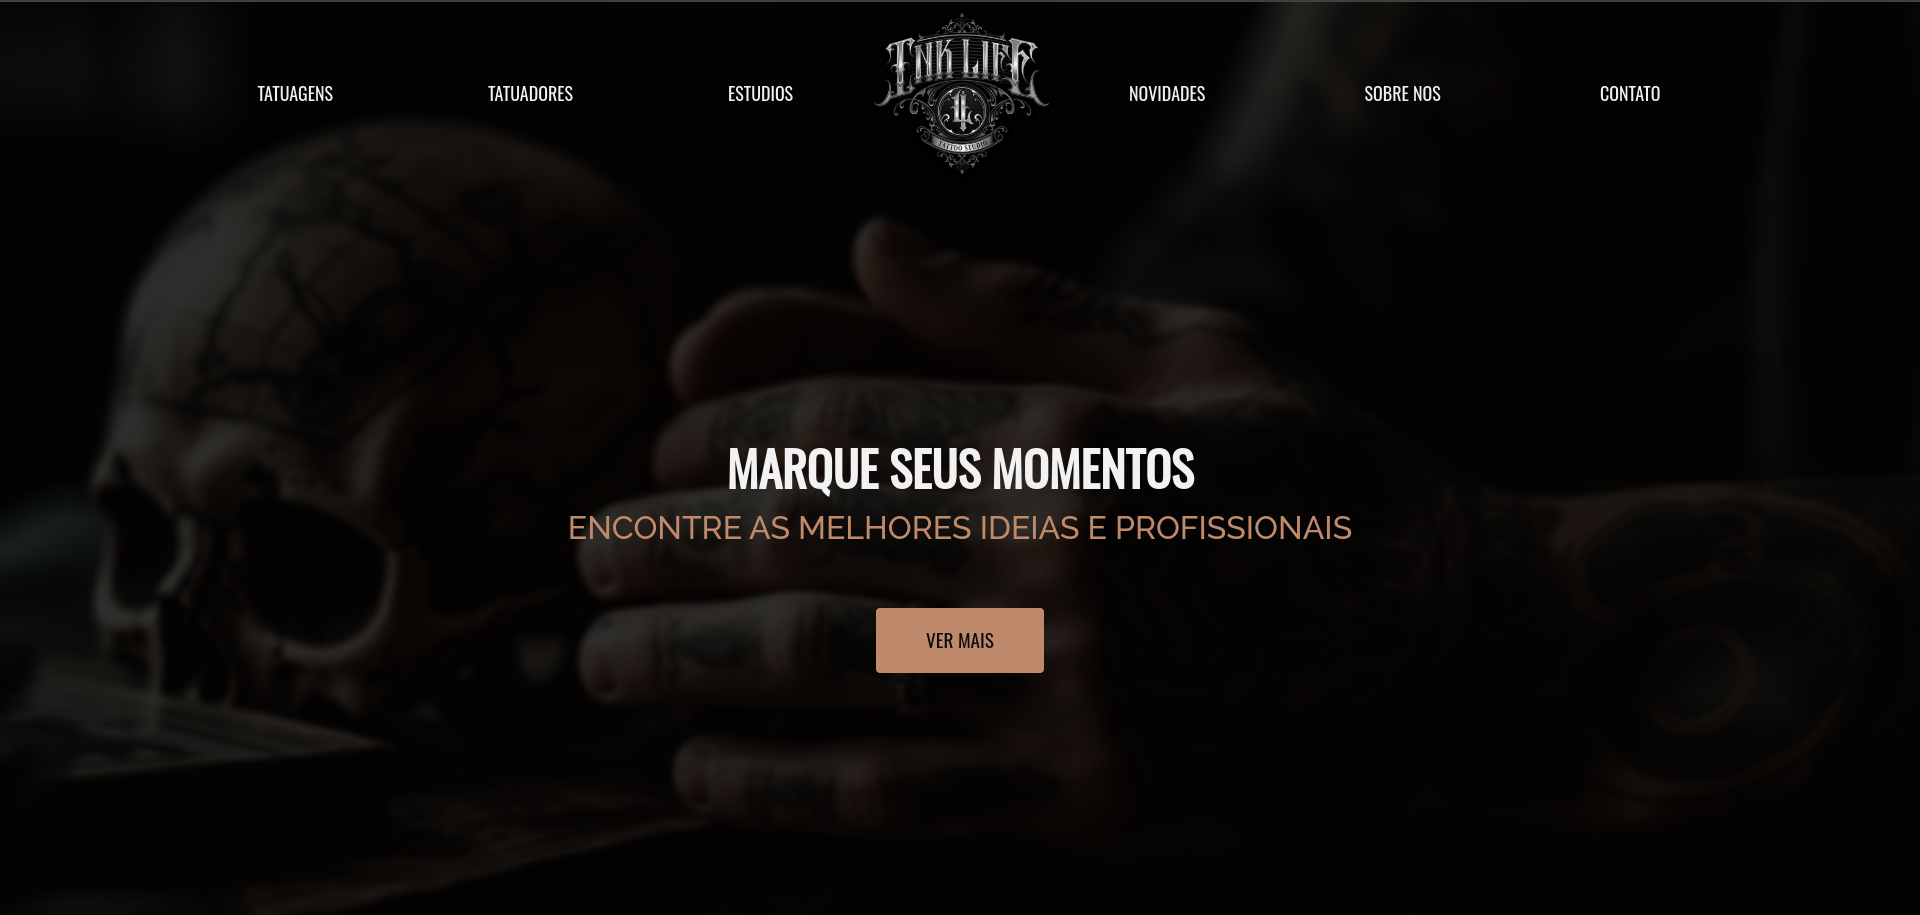 TATUAGENS
TATUADORES
ESTUDIOS
INK LIFE
IL
TATTOO STUDIO
NOVIDADES
SOBRE NOS
CONTATO
MARQUE SEUS MOMENTOS
ENCONTRE AS MELHORES IDEIAS E PROFISSIONAIS
VER MAIS